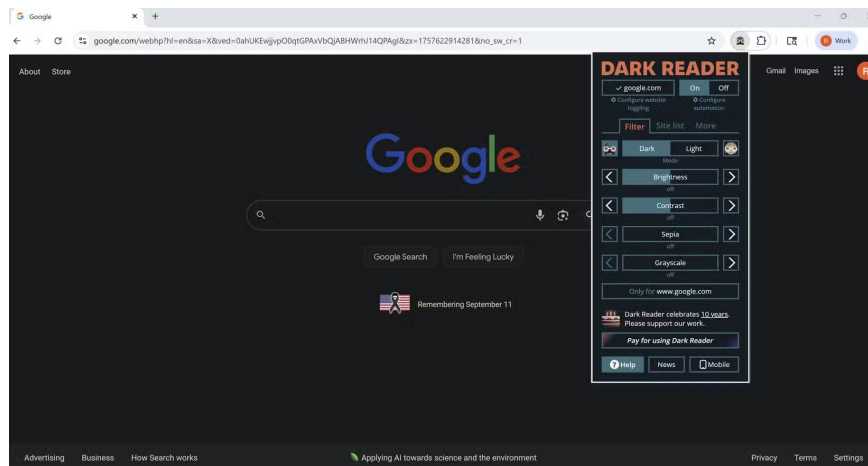 Google
google.com/webhp?hl=en&sa=X&ved=0ahUKEwjjvpO0qtGPAxVbQjABHWrhJ14QPAgI&zx=1757622914281&no_sw_cr=1
Work
About Store
Gmail Images
R
DARK READER
google.com On Off
Configure website toggling
Configure automation
Filter Site list More
Dark Light
Mode
Brightness
off
Contrast
off
Sepia
off
Grayscale
off
Only for www.google.com
Dark Reader celebrates 10 years.
Please support our work.
Pay for using Dark Reader
Help News Mobile
Google
Google Search I'm Feeling Lucky
Remembering September 11
Advertising Business How Search works
Applying AI towards science and the environment
Privacy Terms Settings